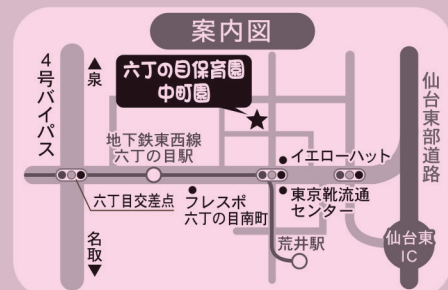 案内図
4号バイパス
▲泉
六丁の目保育園
中町園
仙台東部道路
地下鉄東西線
六丁の目駅
イエローハット
六丁目交差点
フレスポ
六丁の目南町
東京靴流通
センター
名取▼
荒井駅
仙台東
IC